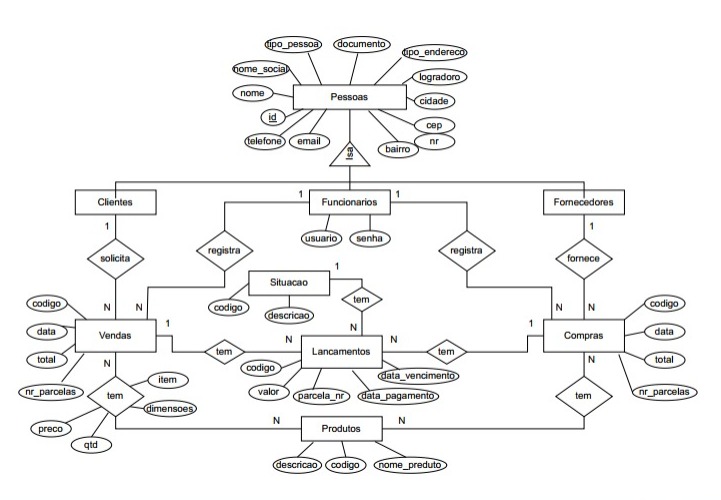 tipo_pessoa
documento
tipo_endereco
nome_social
logradoro
nome
Pessoas
cidade
id
cep
telefone
email
bairro
nr
Isa
Clientes
1
Funcionarios
1
Fornecedores
1
usuario
senha
1
solicita
registra
registra
fornece
Situacao
1
codigo
descricao
tem
N
N
N
N
codigo
data
total
nr_parcelas
Vendas
1
tem
N
N
Lancamentos
N
tem
1
Compras
codigo
data
total
nr_parcelas
codigo
valor
parcela_nr
data_pagamento
data_vencimento
N
tem
item
dimensoes
preco
qtd
N
tem
N
Produtos
N
descricao
codigo
nome_preduto